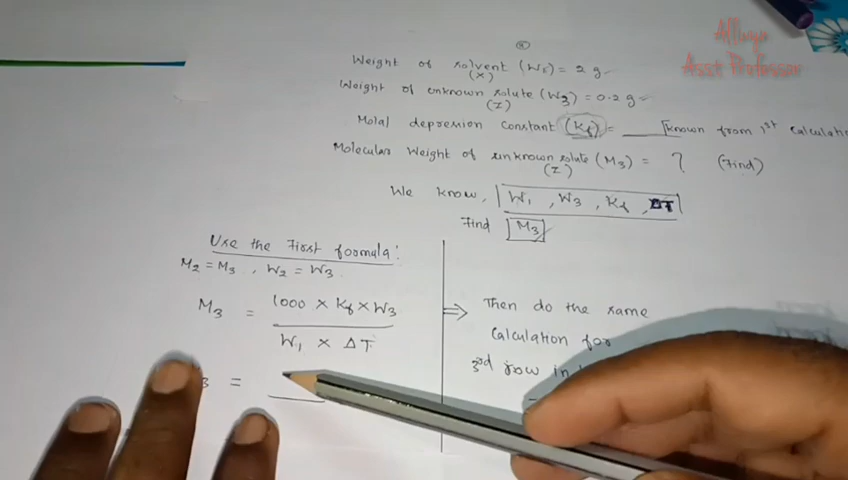 Alluya
Asst Professor
Weight of solvent (W1) = 2 g
(X)
Weight of unknown solute (W3) = 0.2 g
(Z)
Molal depression constant (Kf) = ____ [known from 1st calculation
Molecular Weight of unknown solute (M3) = ? (Find)
(Z)
We know, W1, W3, Kf, ΔT
Find M3
Use the First formula:
M2 = M3, W2 = W3
M3 = 1000 × Kf × W3
W1 × ΔT
3 =
⇒ Then do the same
Calculation for
3rd row in